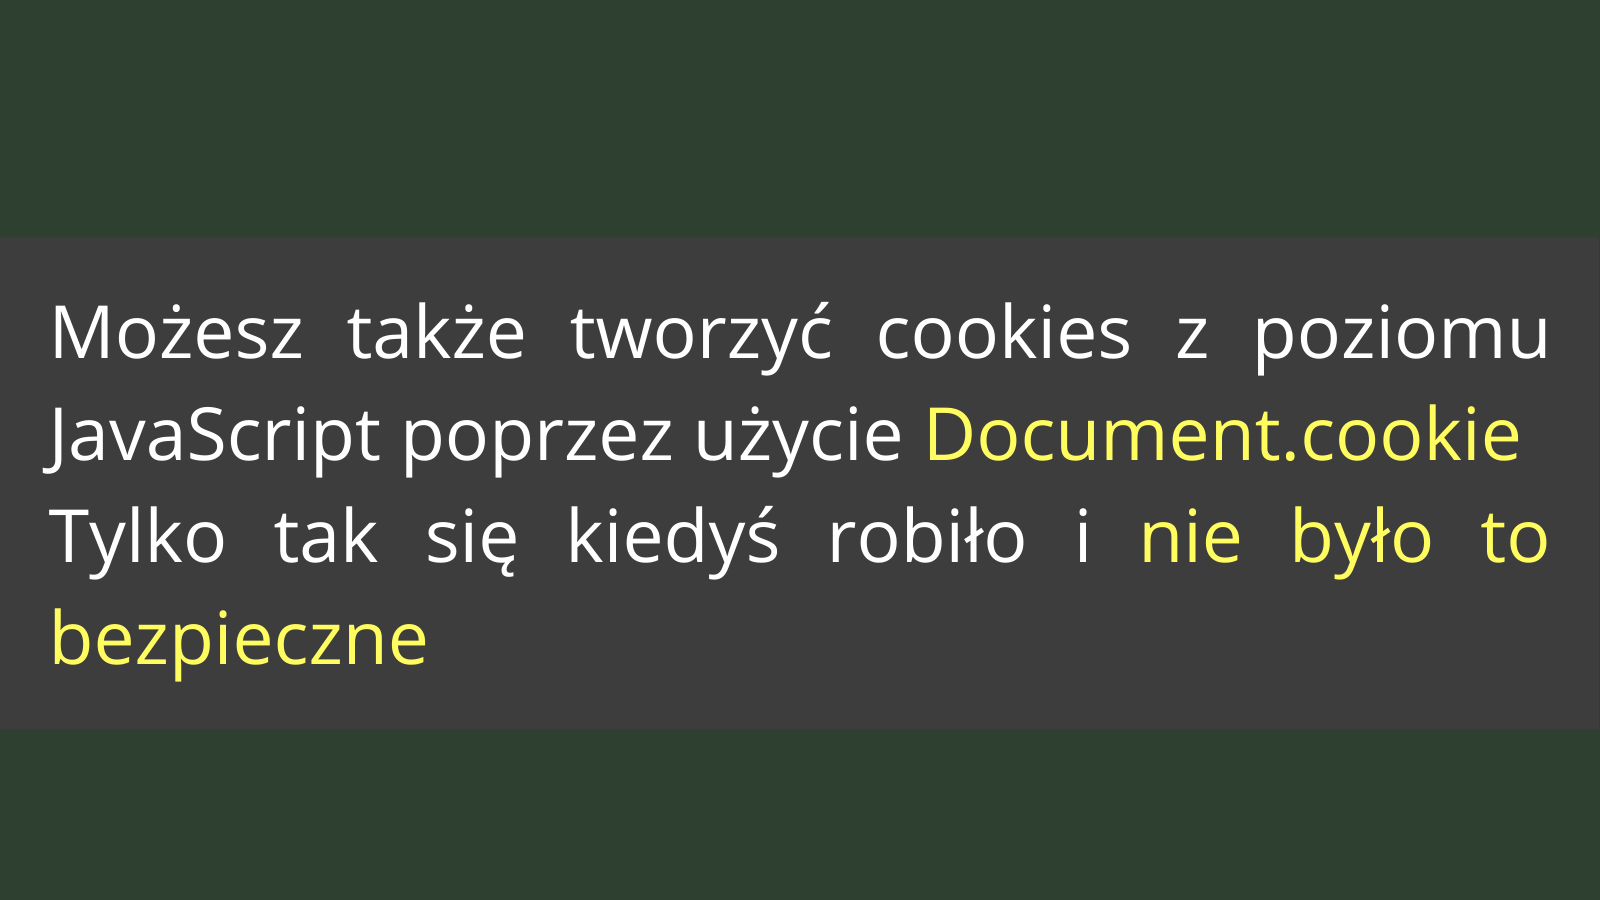 Możesz także tworzyć cookies z poziomu
JavaScript poprzez użycie Document.cookie
Tylko tak się kiedyś robiło i nie było to
bezpieczne